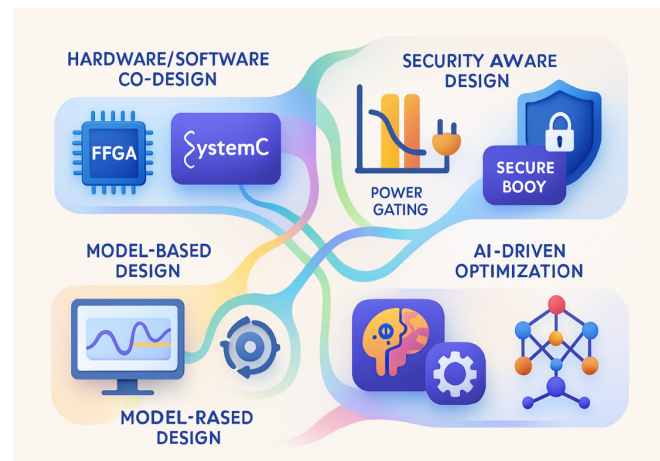 HARDWARE/SOFTWARE
CO-DESIGN
FFGA
SystemC
SECURITY AWARE
DESIGN
POWER
GATING
SECURE
BOOY
MODEL-BASED
DESIGN
MODEL-RASED
DESIGN
AI-DRIVEN
OPTIMIZATION